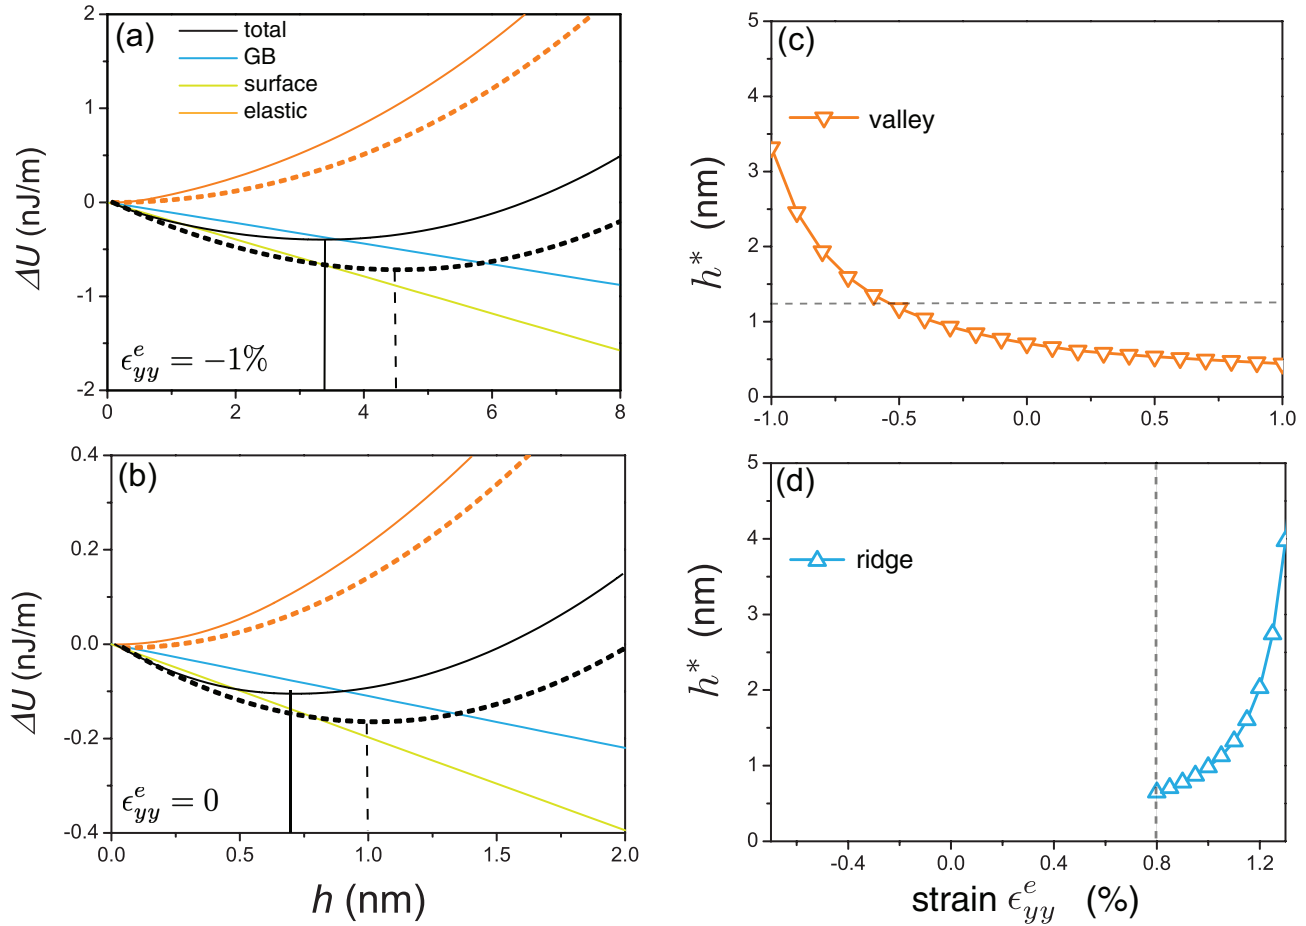 (a)
total
GB
surface
elastic
2
1
0
-1
-2
ΔU (nJ/m)
ϵ^e_yy = −1%
0 2 4 6 8
(b)
0.4
0.2
0.0
-0.2
-0.4
ΔU (nJ/m)
ϵ^e_yy = 0
0.0 0.5 1.0 1.5 2.0
h (nm)
(c)
valley
5
4
3
2
1
0
h* (nm)
-1.0 -0.5 0.0 0.5 1.0
(d)
ridge
5
4
3
2
1
0
h* (nm)
-0.4 0.0 0.4 0.8 1.2
strain ϵ^e_yy (%)